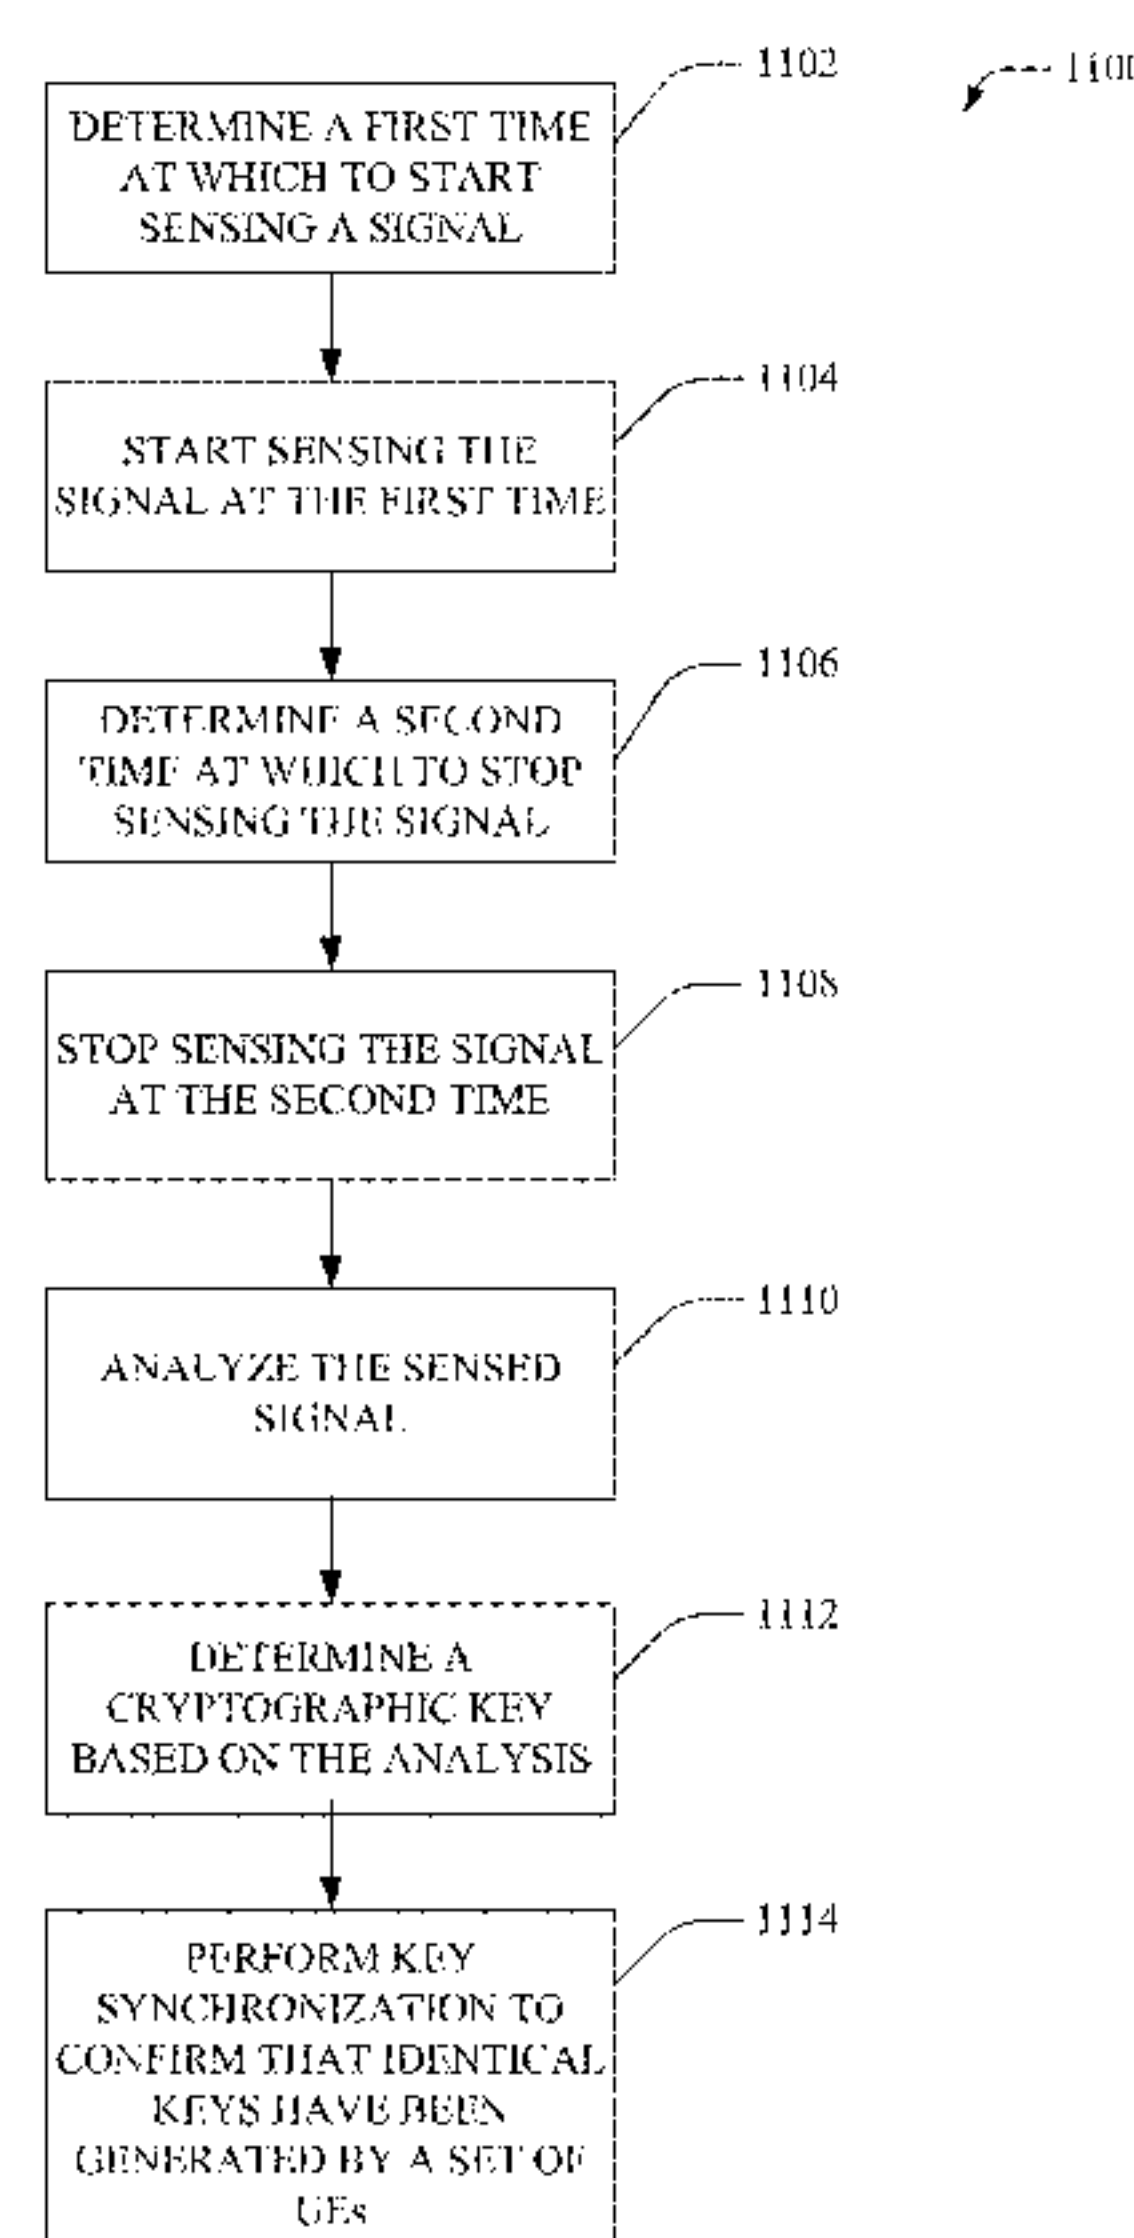 1102
1100
DETERMINE A FIRST TIME
AT WHICH TO START
SENSING A SIGNAL
1104
START SENSING THE
SIGNAL AT THE FIRST TIME
1106
DETERMINE A SECOND
TIME AT WHICH TO STOP
SENSING THE SIGNAL
1108
STOP SENSING THE SIGNAL
AT THE SECOND TIME
1110
ANALYZE THE SENSED
SIGNAL
1112
DETERMINE A
CRYPTOGRAPHIC KEY
BASED ON THE ANALYSIS
1114
PERFORM KEY
SYNCHRONIZATION TO
CONFIRM THAT IDENTICAL
KEYS HAVE BEEN
GENERATED BY A SET OF
UEs